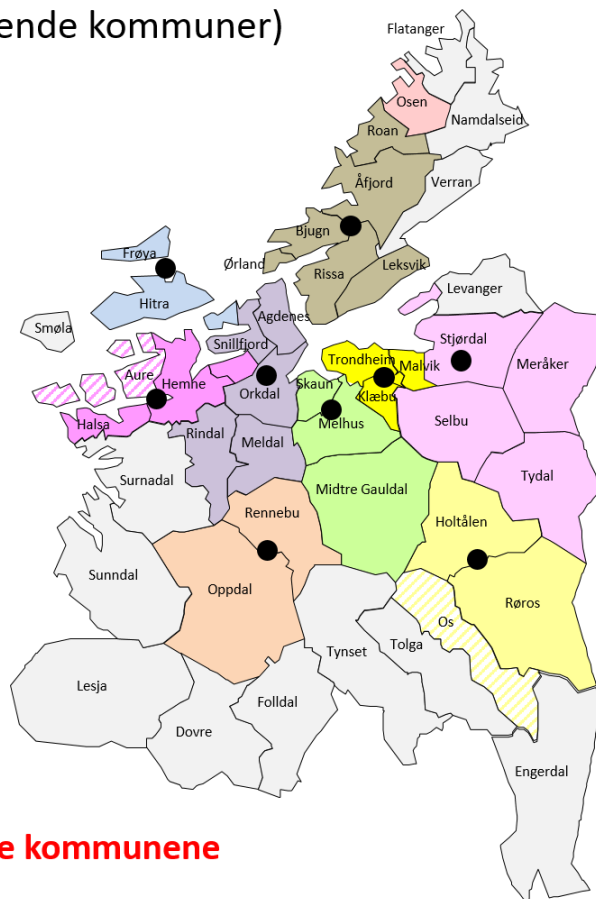 ende kommuner)
Flatanger
Osen
Namdalseid
Roan
Åfjord
Verran
Bjugn
Ørland
Rissa
Leksvik
Frøya
Hitra
Levanger
Smøla
Agdenes
Snillfjord
Stjørdal
Trondheim
Malvik
Meråker
Aure
Hemne
Orkdal
Skaun
Klæbu
Halsa
Rindal
Melhus
Selbu
Meldal
Surnadal
Midtre Gauldal
Tydal
Rennebu
Holtålen
Sunndal
Oppdal
Røros
Os
Tynset
Tolga
Lesja
Folldal
Dovre
Engerdal
e kommunene